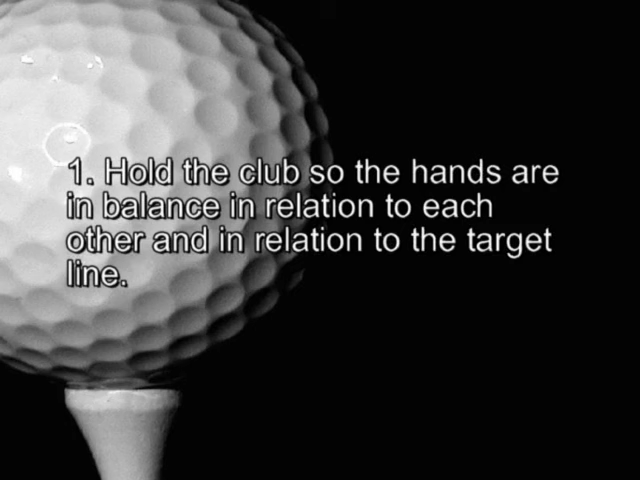 1. Hold the club so the hands are
in balance in relation to each
other and in relation to the target
line.